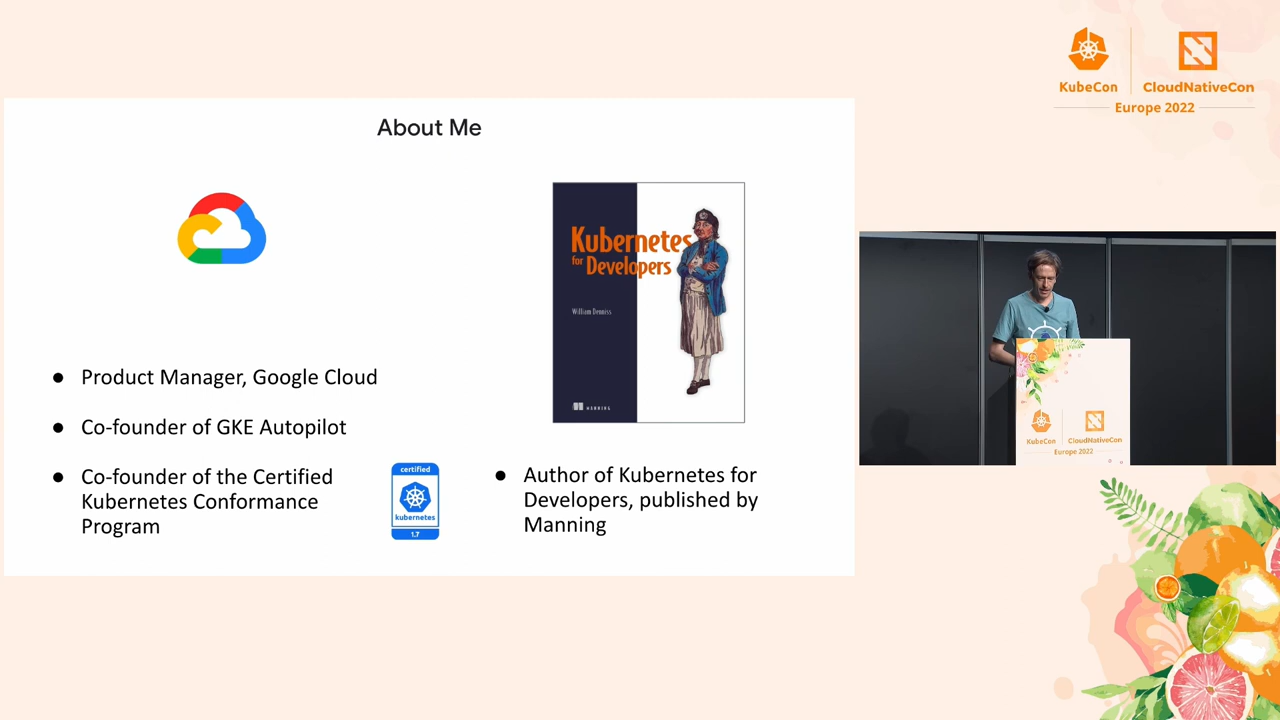 KubeCon
CloudNativeCon
Europe 2022
About Me
Kubernetes
for Developers
William Denniss
MANNING
● Product Manager, Google Cloud
● Co-founder of GKE Autopilot
● Co-founder of the Certified
Kubernetes Conformance
Program
certified
kubernetes
1.7
● Author of Kubernetes for
Developers, published by
Manning
KubeCon
CloudNativeCon
Europe 2022